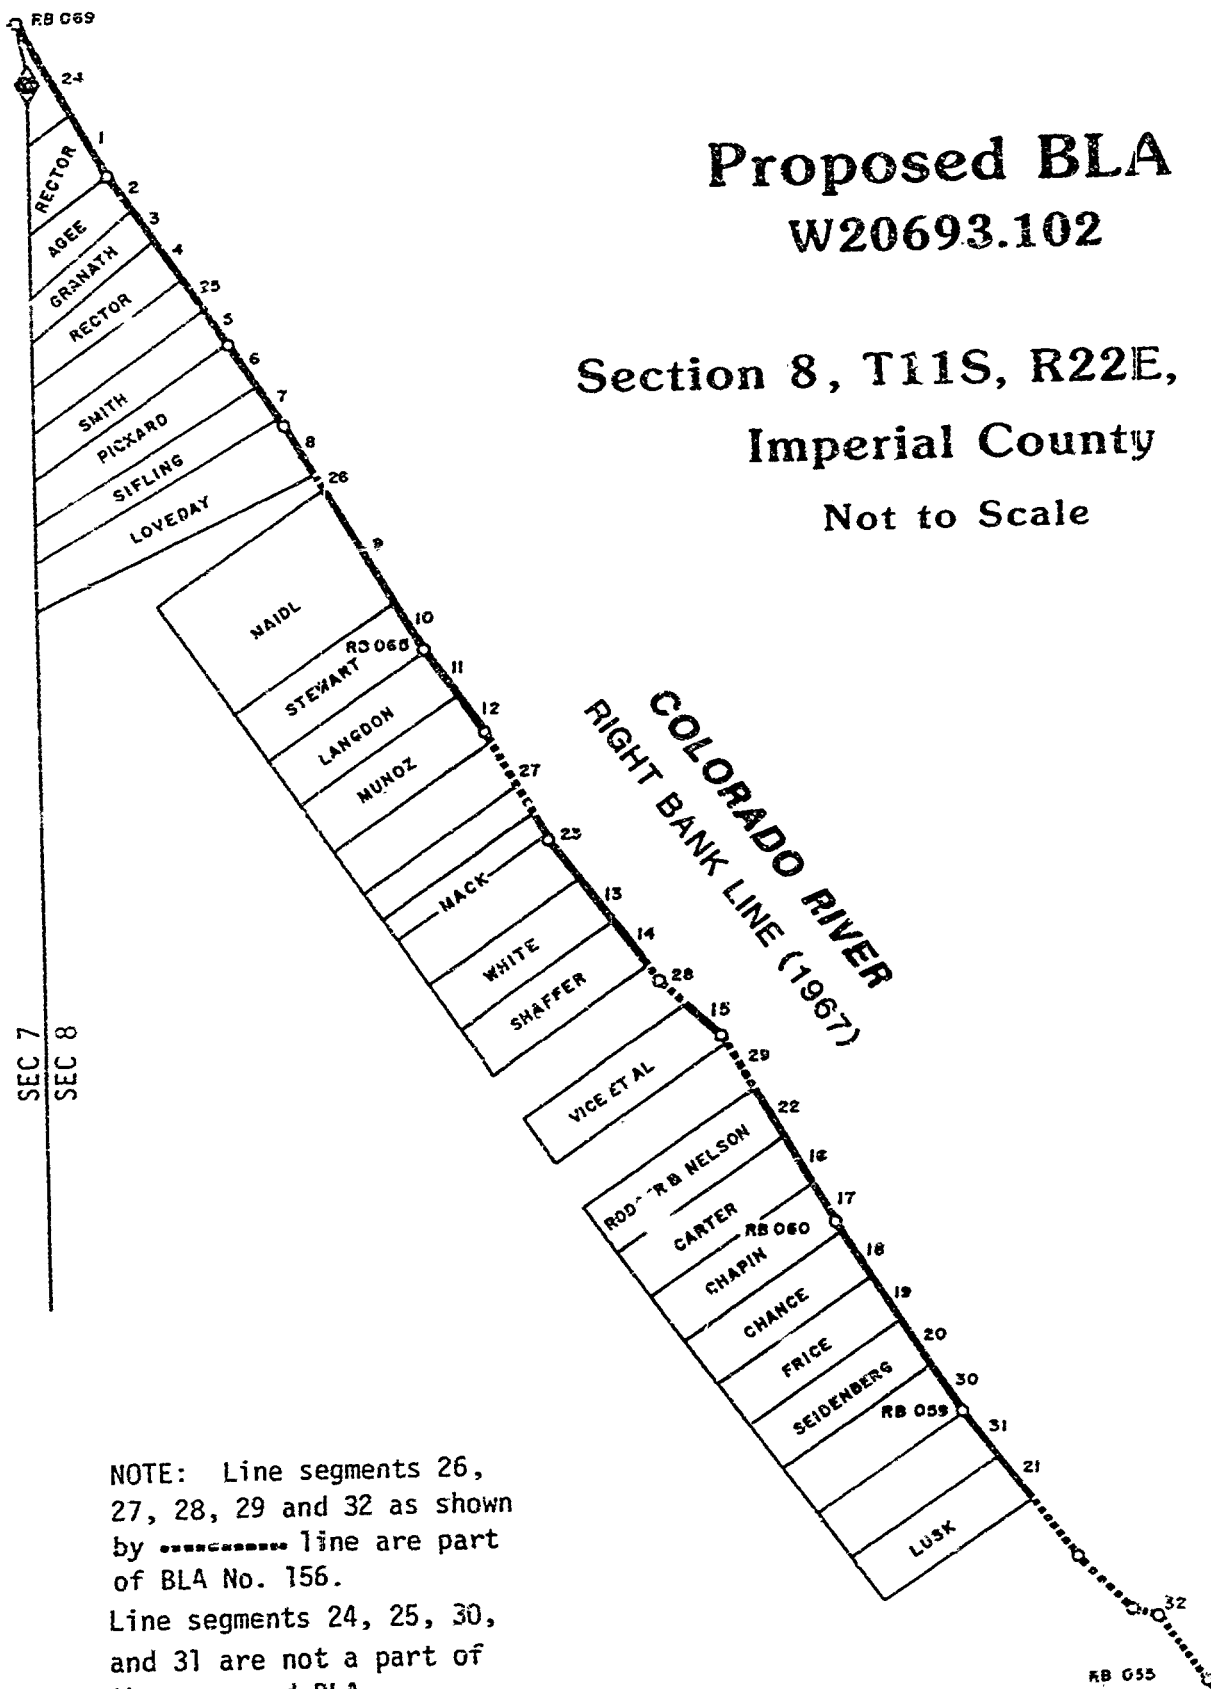 RB 069
24
Proposed BLA
W20693.102
Section 8, T11S, R22E,
Imperial County
Not to Scale
1
RECTOR
2
AGEE
3
GRANATH
4
RECTOR
25
5
SMITH
6
PICKARD
7
SIFLING
8
LOVEDAY
26
9
NAIDL
10
RB 065
STEWART
11
LANGDON
12
MUNOZ
27
23
MACK
13
WHITE
14
SHAFFER
28
COLORADO RIVER
RIGHT BANK LINE (1967)
15
VICE ET AL
29
22
NELSON
16
CARTER
17
RB 060
CHAPIN
18
CHANCE
19
FRICE
20
SEIDENBERG
30
RB 059
31
21
LUSK
32
RB 055
SEC 7
SEC 8
NOTE: Line segments 26,
27, 28, 29 and 32 as shown
by line are part
of BLA No. 156.
Line segments 24, 25, 30,
and 31 are not a part of